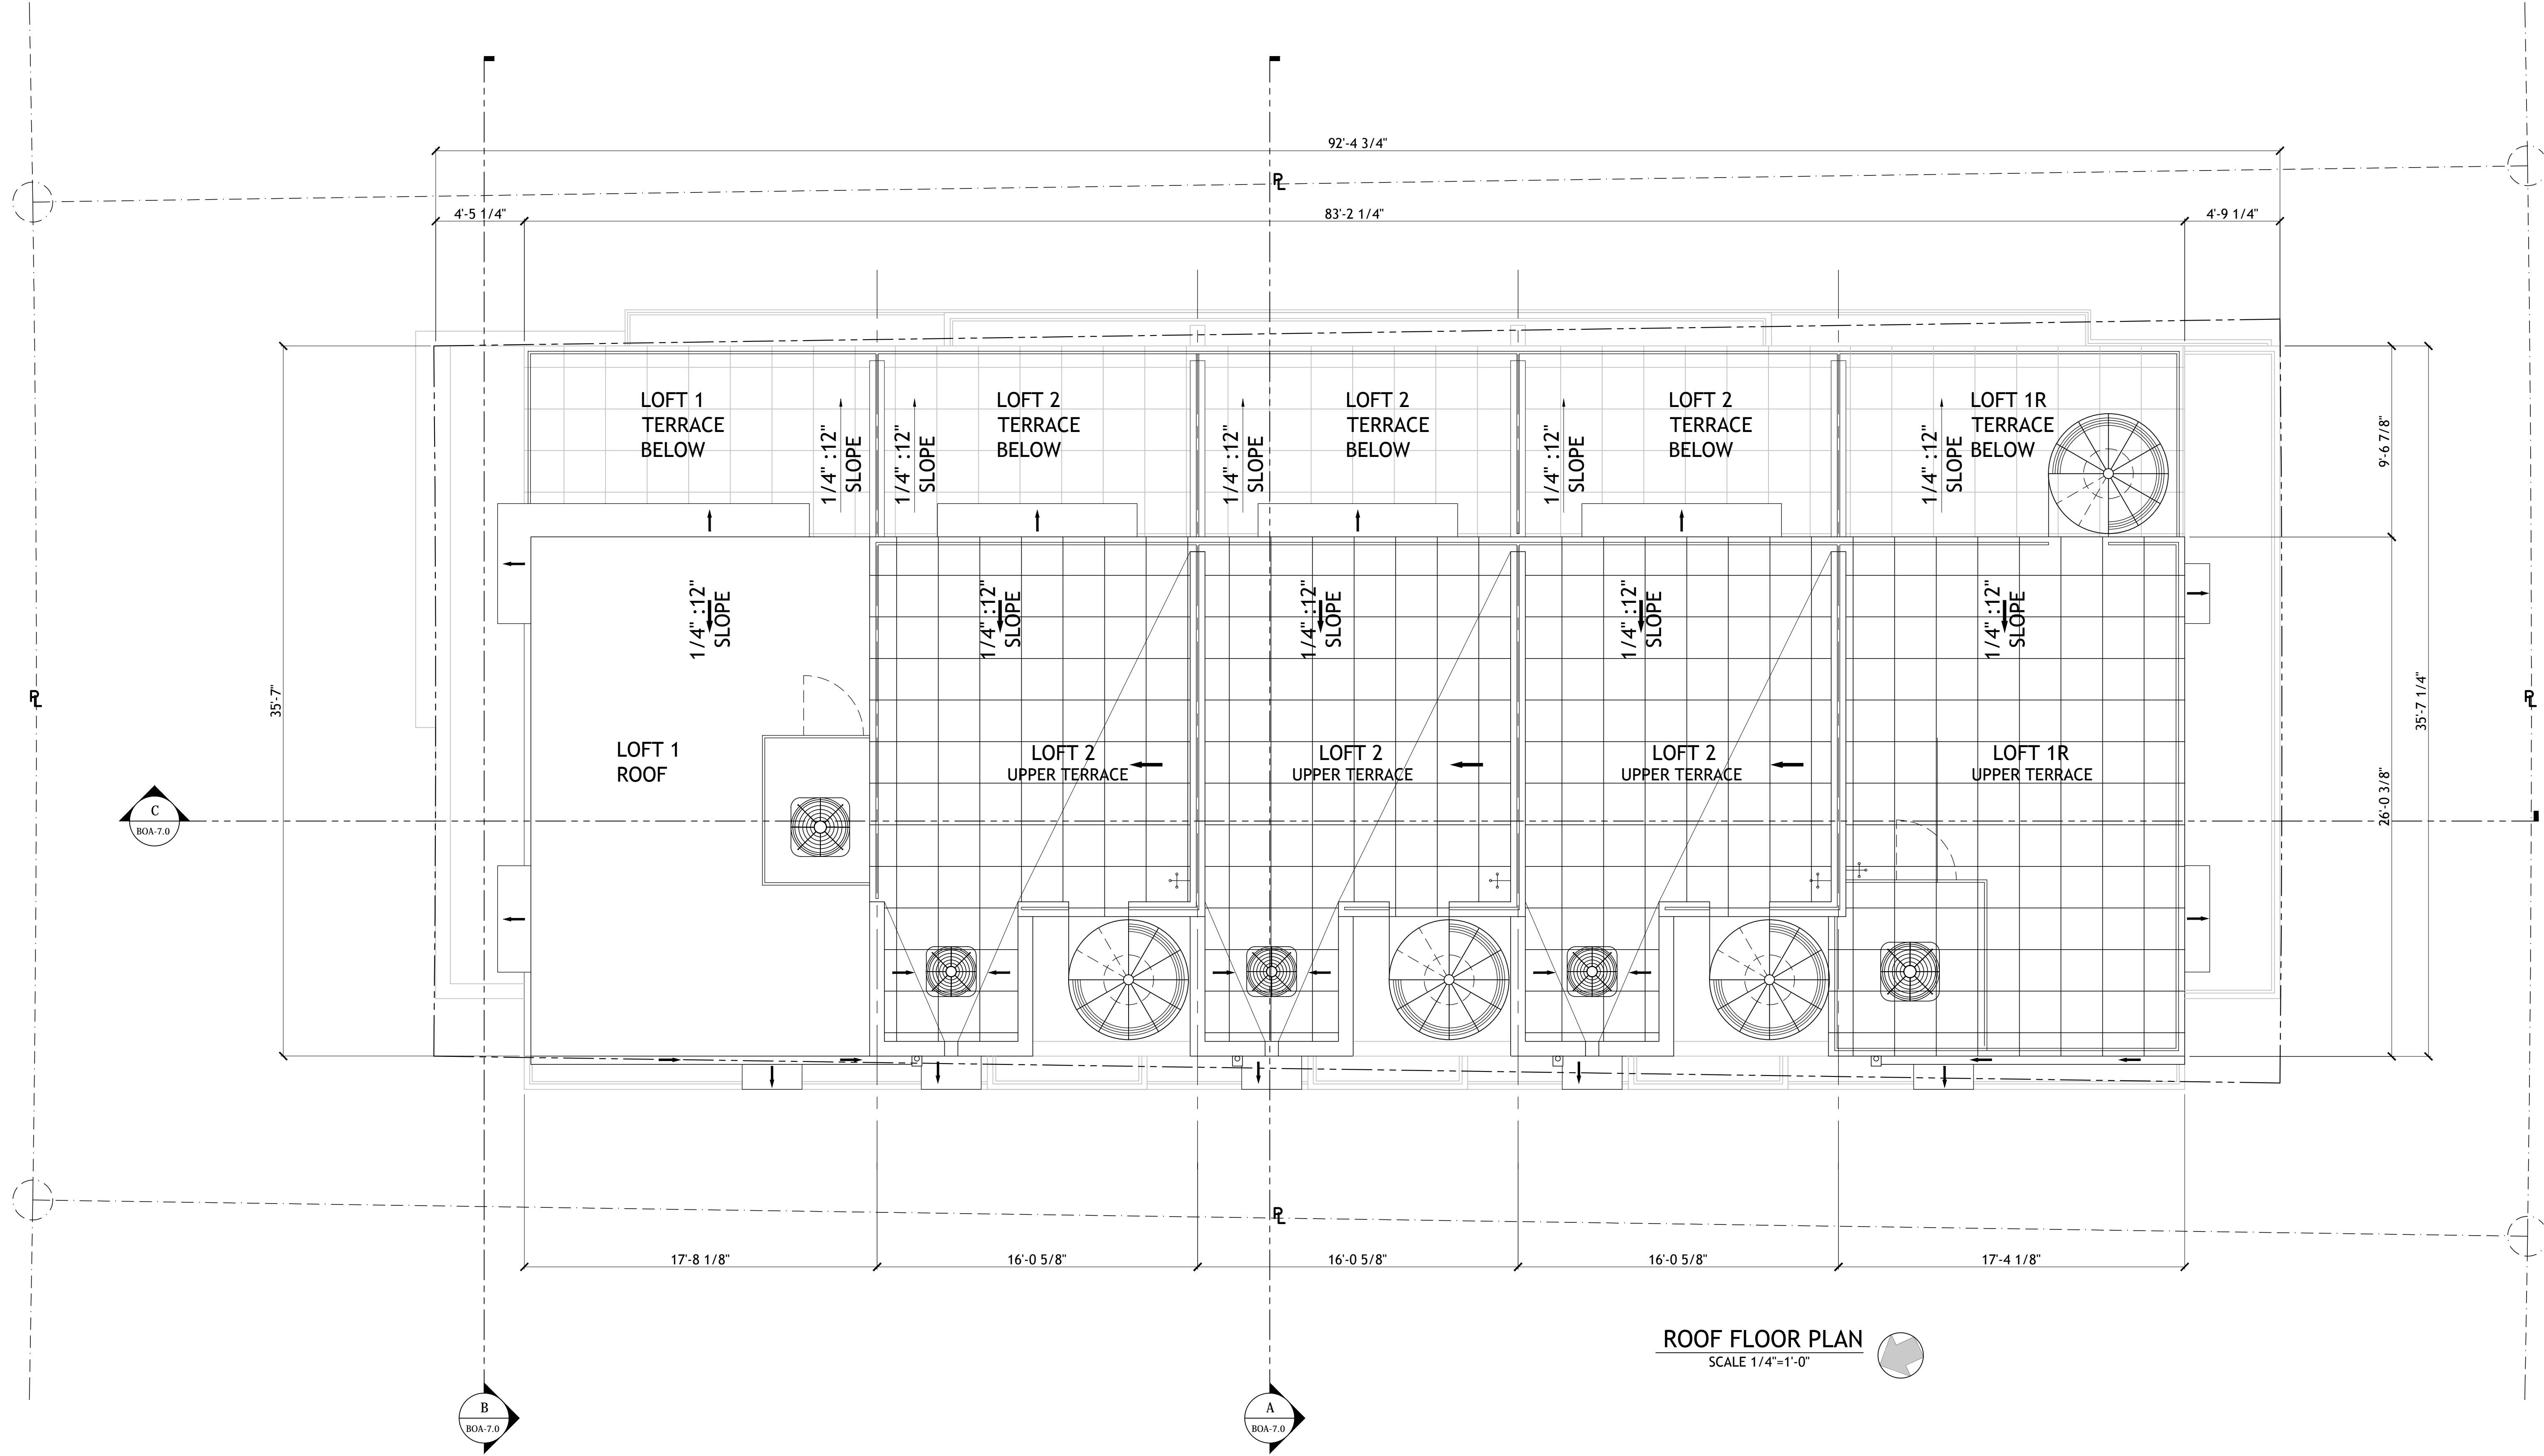 92'-4 3/4"
PL
4'-5 1/4"
83'-2 1/4"
4'-9 1/4"
LOFT 1
TERRACE
BELOW
1/4" :12"
SLOPE
1/4" :12"
SLOPE
LOFT 2
TERRACE
BELOW
1/4" :12"
SLOPE
LOFT 2
TERRACE
BELOW
1/4" :12"
SLOPE
LOFT 2
TERRACE
BELOW
1/4" :12"
SLOPE
LOFT 1R
TERRACE
BELOW
9'-6 7/8"
1/4" :12"
SLOPE
1/4" :12"
SLOPE
1/4" :12"
SLOPE
1/4" :12"
SLOPE
1/4" :12"
SLOPE
PL
35'-7"
35'-7 1/4"
PL
LOFT 1
ROOF
LOFT 2
UPPER TERRACE
LOFT 2
UPPER TERRACE
LOFT 2
UPPER TERRACE
LOFT 1R
UPPER TERRACE
26'-0 3/8"
C
BOA-7.0
PL
17'-8 1/8"
16'-0 5/8"
16'-0 5/8"
16'-0 5/8"
17'-4 1/8"
ROOF FLOOR PLAN
SCALE 1/4"=1'-0"
B
BOA-7.0
A
BOA-7.0